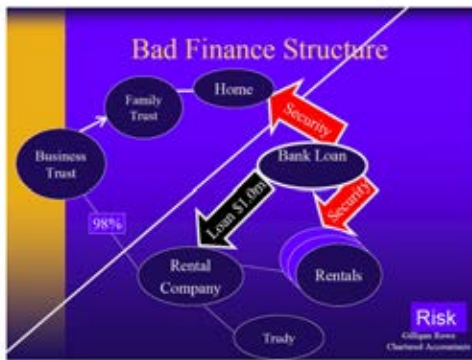 Bad Finance Structure
Family
Trust
Home
Security
Business
Trust
Bank Loan
Loan $1.0m
Security
98%
Rental
Company
Rentals
Trudy
Risk
Gilligan Rowe
Chartered Accountants